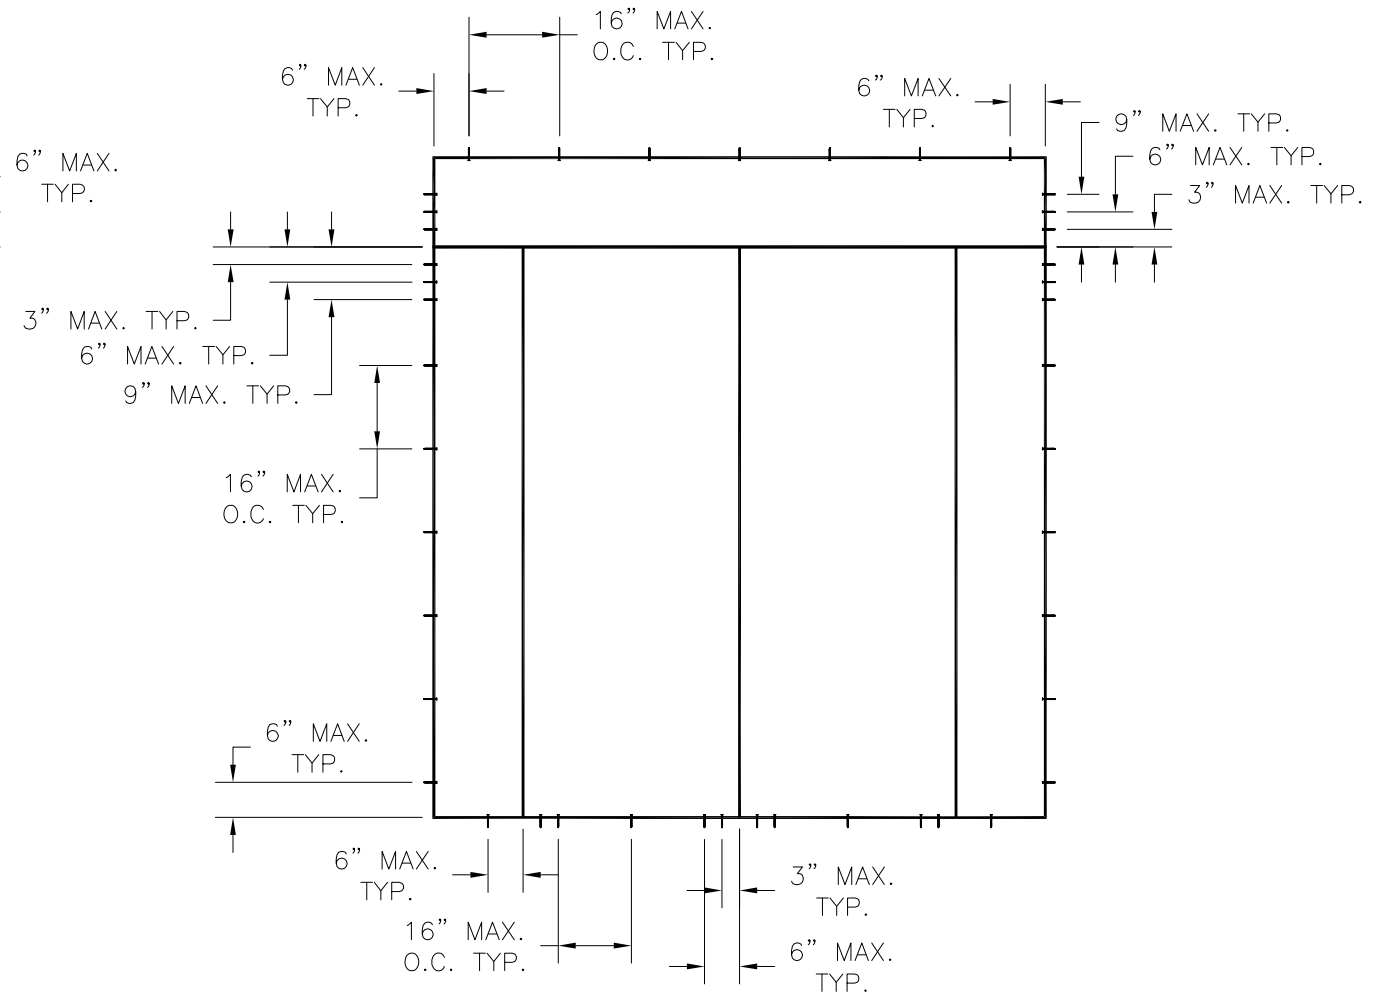 16” MAX.
O.C. TYP.
6” MAX.
TYP.
6” MAX.
TYP.
9” MAX. TYP.
6” MAX. TYP.
3” MAX. TYP.
6” MAX.
TYP.
3” MAX. TYP.
6” MAX. TYP.
9” MAX. TYP.
16” MAX.
O.C. TYP.
6” MAX.
TYP.
6” MAX.
TYP.
3” MAX.
TYP.
16” MAX.
O.C. TYP.
6” MAX.
TYP.